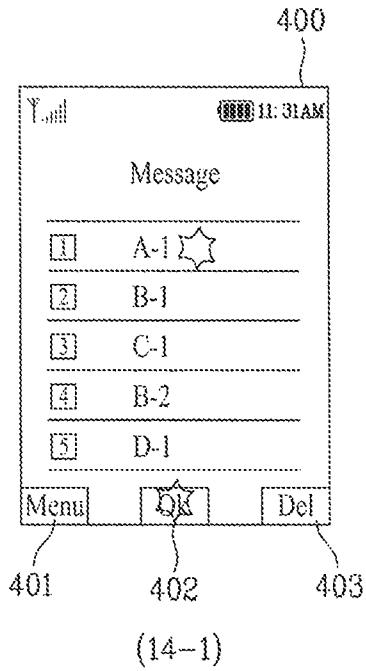 400
11: 31AM
Message
1 A-1
2 B-1
3 C-1
4 B-2
5 D-1
Menu Ok Del
401 402 403
(14-1)